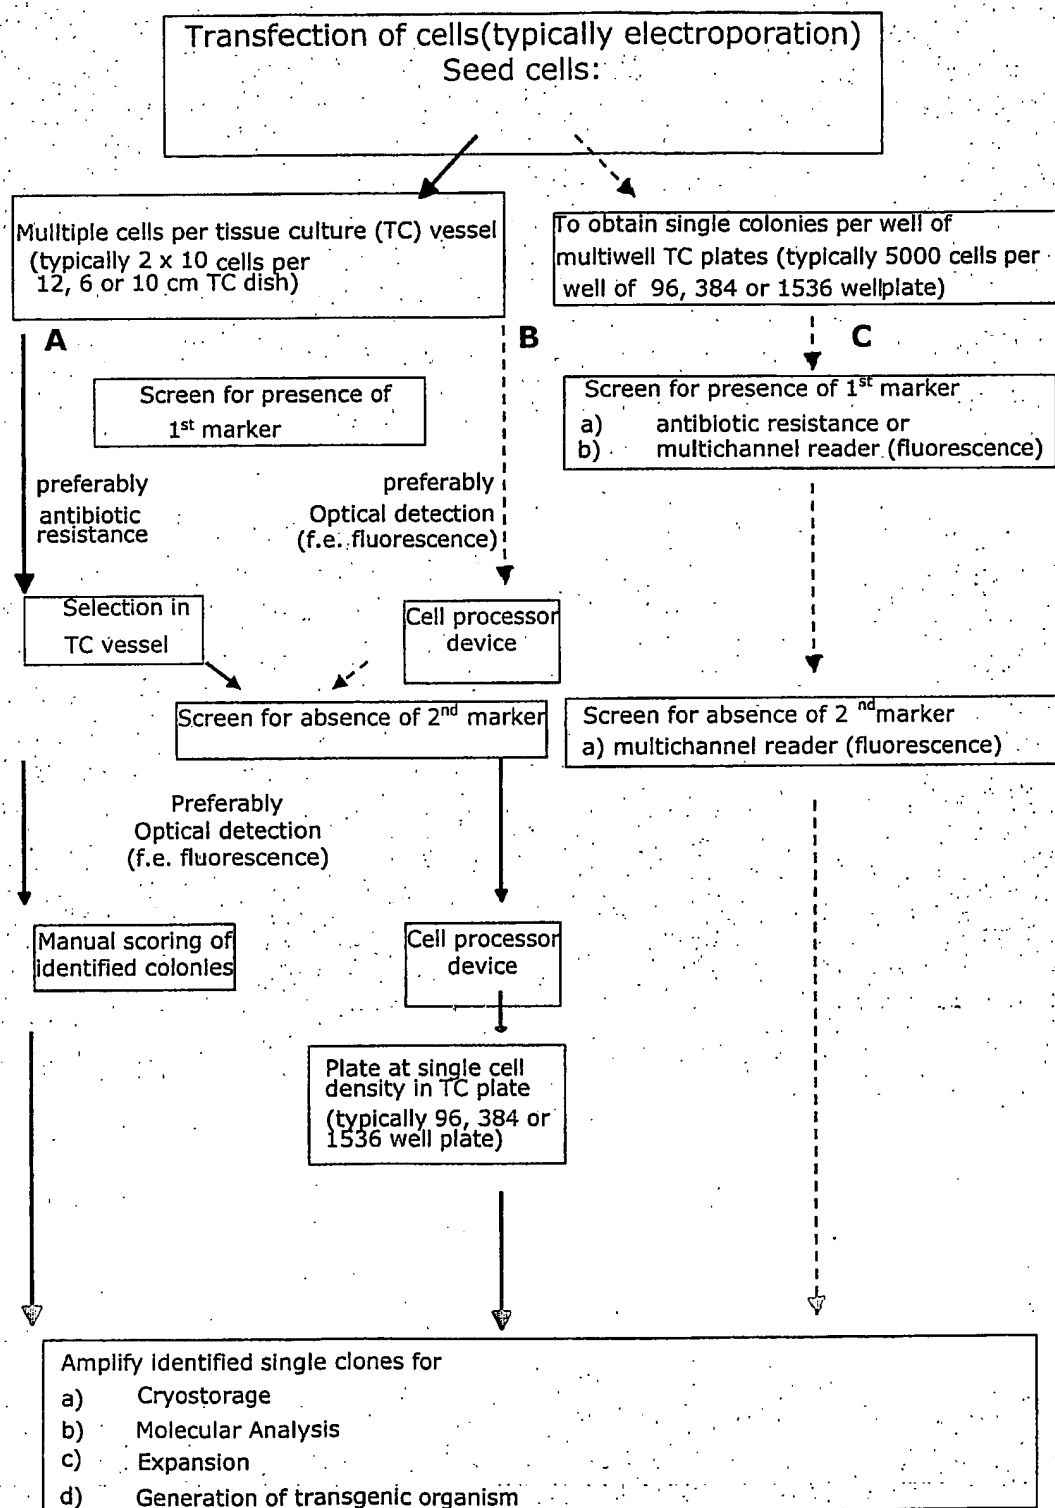 Transfection of cells(typically electroporation)
Seed cells:
Mulltiple cells per tissue culture (TC) vessel
(typically 2 x 10 cells per
12, 6 or 10 cm TC dish)
To obtain single colonies per well of
multiwell TC plates (typically 5000 cells per
well of 96, 384 or 1536 wellplate)
A
B
C
Screen for presence of
1st marker
Screen for presence of 1st marker
a) antibiotic resistance or
b) multichannel reader (fluorescence)
preferably
antibiotic
resistance
preferably
Optical detection
(f.e. fluorescence)
Selection in
TC vessel
Cell processor
device
Screen for absence of 2nd marker
Screen for absence of 2 nd marker
a) multichannel reader (fluorescence)
Preferably
Optical detection
(f.e. fluorescence)
Manual scoring of
identified colonies
Cell processor
device
Plate at single cell
density in TC plate
(typically 96, 384 or
1536 well plate)
Amplify identified single clones for
a) Cryostorage
b) Molecular Analysis
c) Expansion
d) Generation of transgenic organism